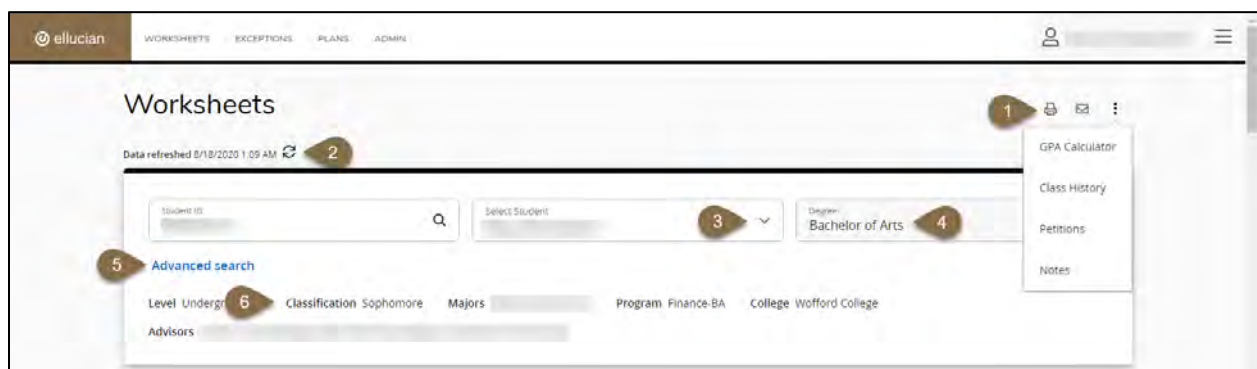 ellucian WORKSHEETS EXCEPTIONS PLANS ADMIN
Worksheets
1
GPA Calculator
Class History
Petitions
Notes
Data refreshed 8/18/2020 1:09 AM 2
Student ID Select Student 3 Degree
Bachelor of Arts 4
5 Advanced search
Level Undergr 6 Classification Sophomore Majors Program Finance-BA College Wofford College
Advisors